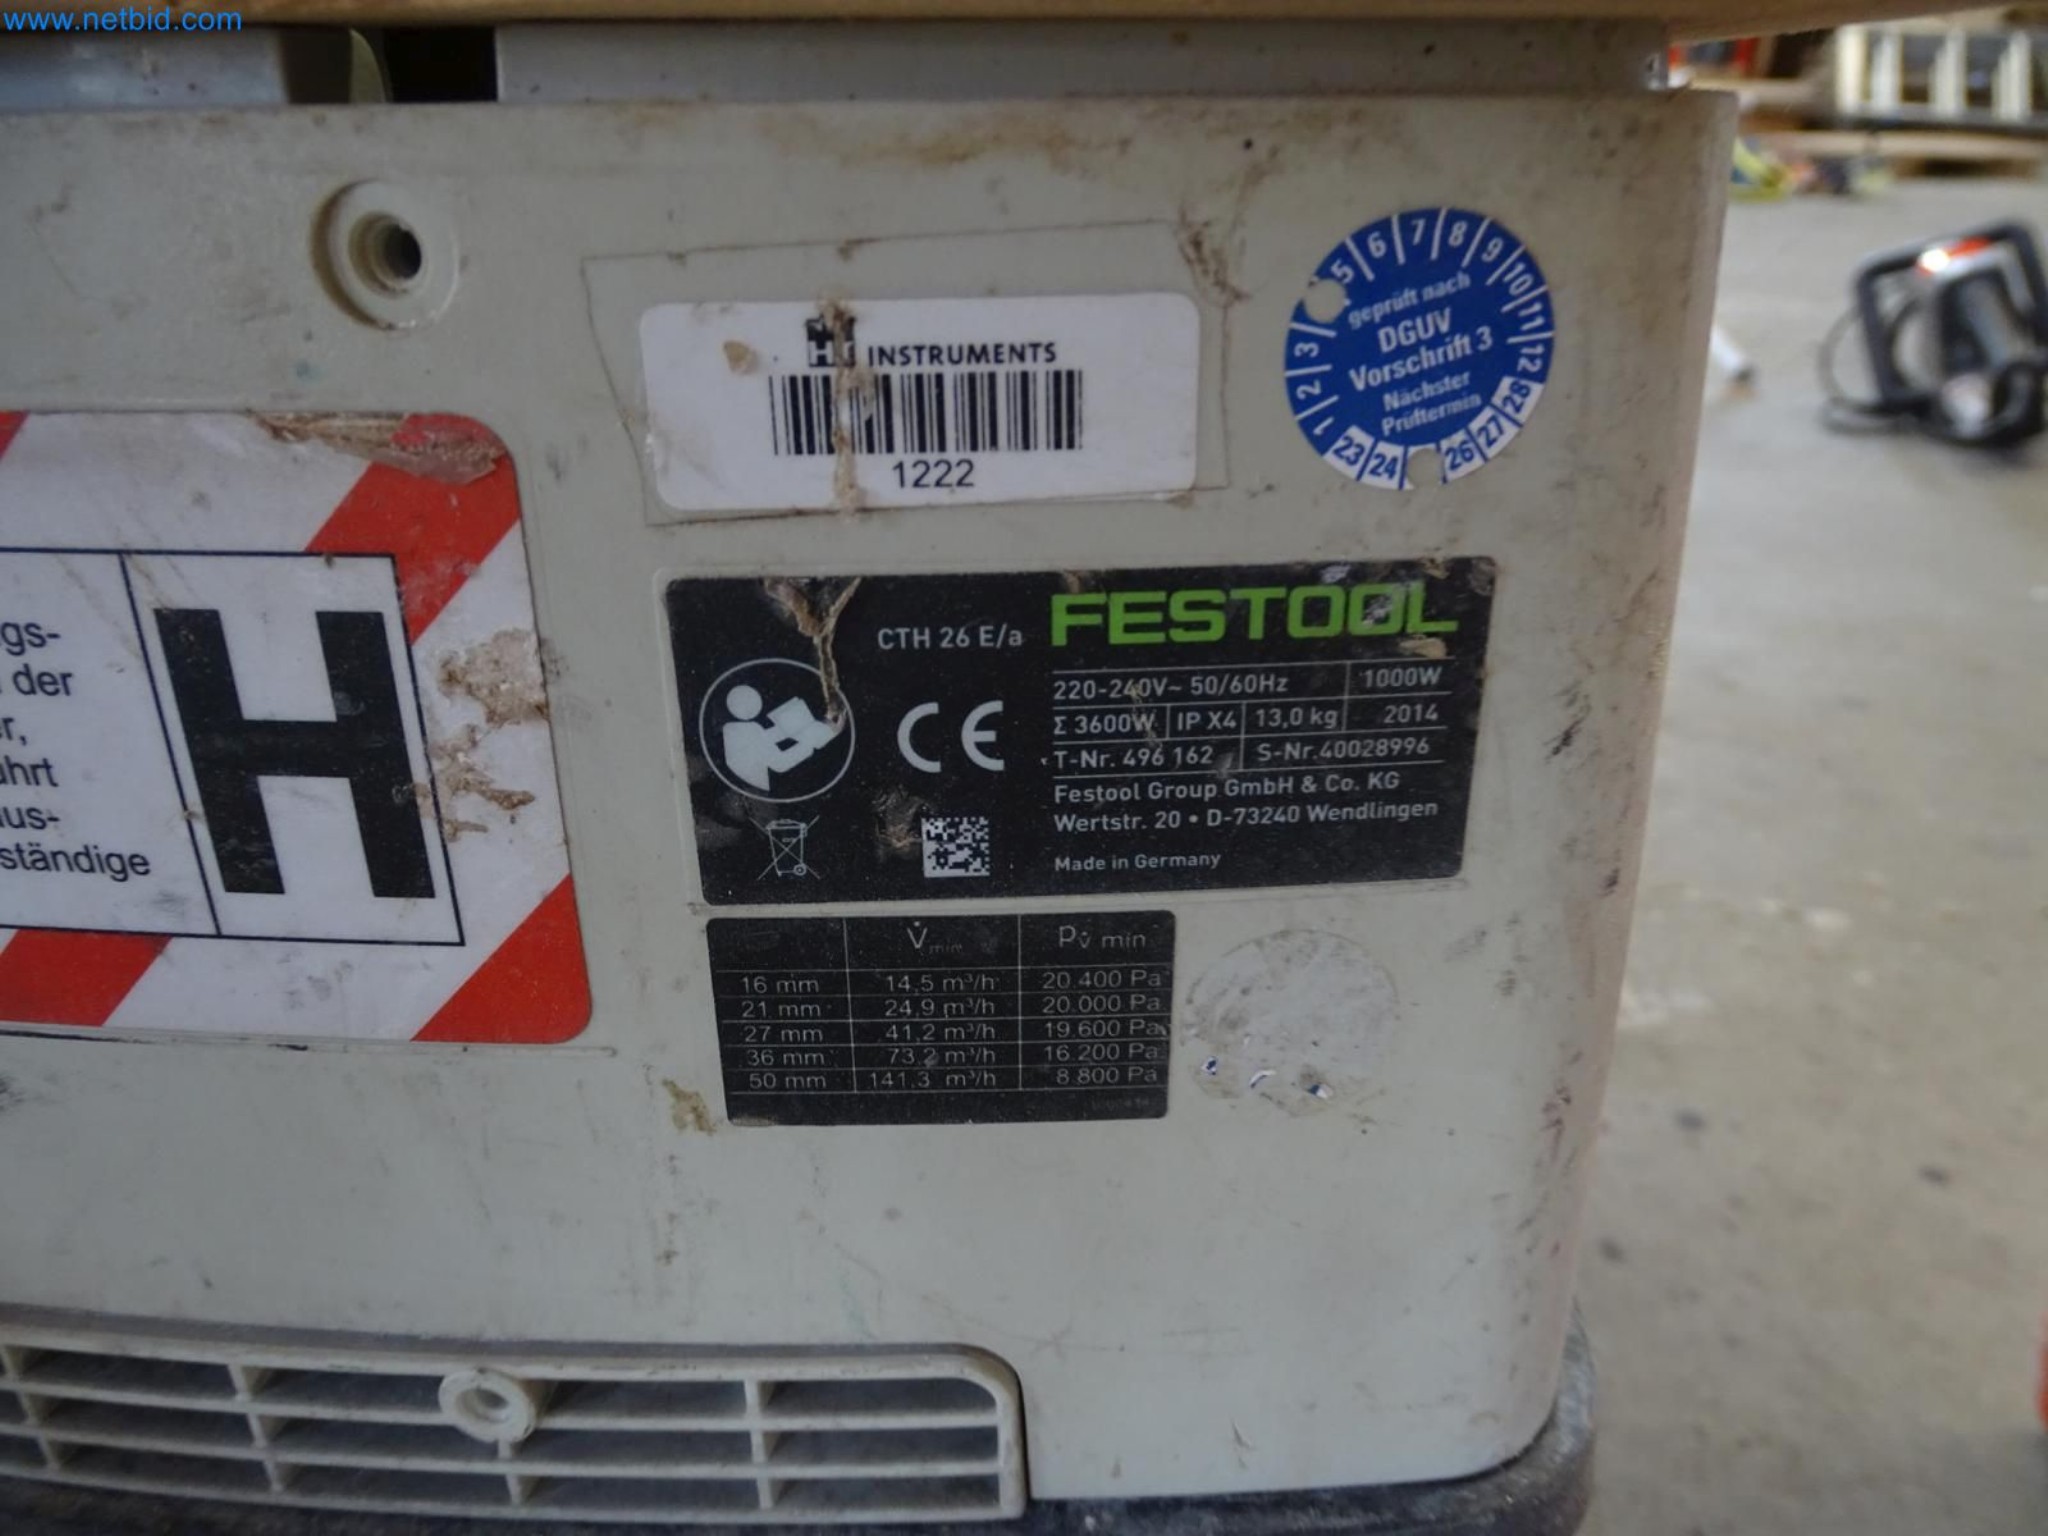 www.netbid.com
5 6 7 8 9 10 11 12
3 2 1
geprüft nach
DGUV
Vorschrift 3
Nächster
Prüftermin
23 24 26 27 28
H INSTRUMENTS
1222
gs-
der
r,
ahrt
us-
ständige
H
CTH 26 E/a FESTOOL
220-240V~ 50/60Hz 1000W
Σ 3600W IP X4 13,0 kg 2014
T-Nr. 496 162 S-Nr.40028996
Festool Group GmbH & Co. KG
Wertstr. 20 • D-73240 Wendlingen
Made in Germany
CE
V̇min PV̇ min
16 mm 14,5 m³/h 20.400 Pa
21 mm 24,9 m³/h 20.000 Pa
27 mm 41,2 m³/h 19.600 Pa
36 mm 73,2 m³/h 16.200 Pa
50 mm 141,3 m³/h 8.800 Pa